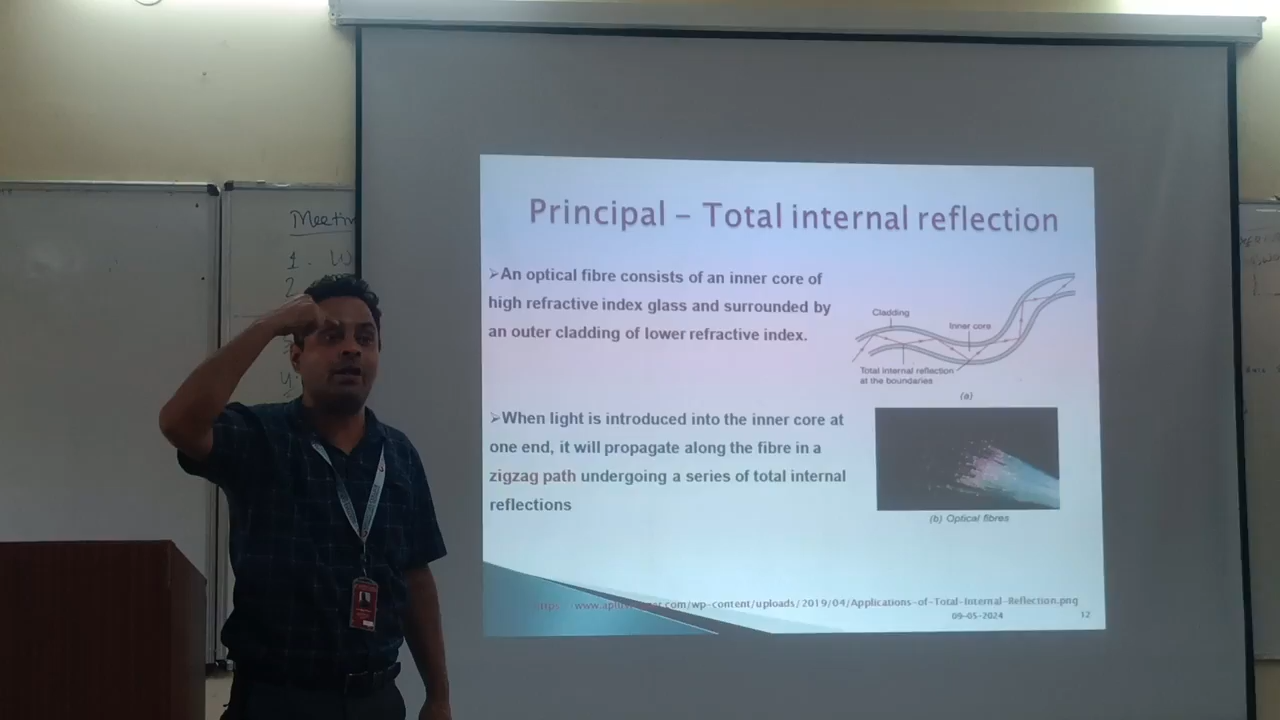 Principal – Total internal reflection
➢An optical fibre consists of an inner core of
high refractive index glass and surrounded by
an outer cladding of lower refractive index.
Cladding
Inner core
Total internal reflection
at the boundaries
(a)
➢When light is introduced into the inner core at
one end, it will propagate along the fibre in a
zigzag path undergoing a series of total internal
reflections
(b) Optical fibres
.com/wp-content/uploads/2019/04/Applications-of-Total-Internal-Reflection.png
09-05-2024
12
1. W
2